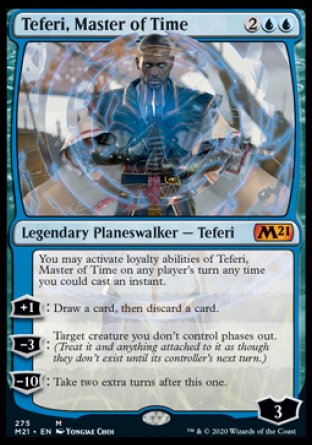 Teferi, Master of Time 2
Legendary Planeswalker — Teferi M21
You may activate loyalty abilities of Teferi,
Master of Time on any player's turn any time
you could cast an instant.
+1 : Draw a card, then discard a card.
−3 : Target creature you don't control phases out.
(Treat it and anything attached to it as though
they don't exist until its controller's next turn.)
−10 : Take two extra turns after this one.
3
275 M
M21 • EN YONGJAE CHOI ™ & © 2020 Wizards of the Coast